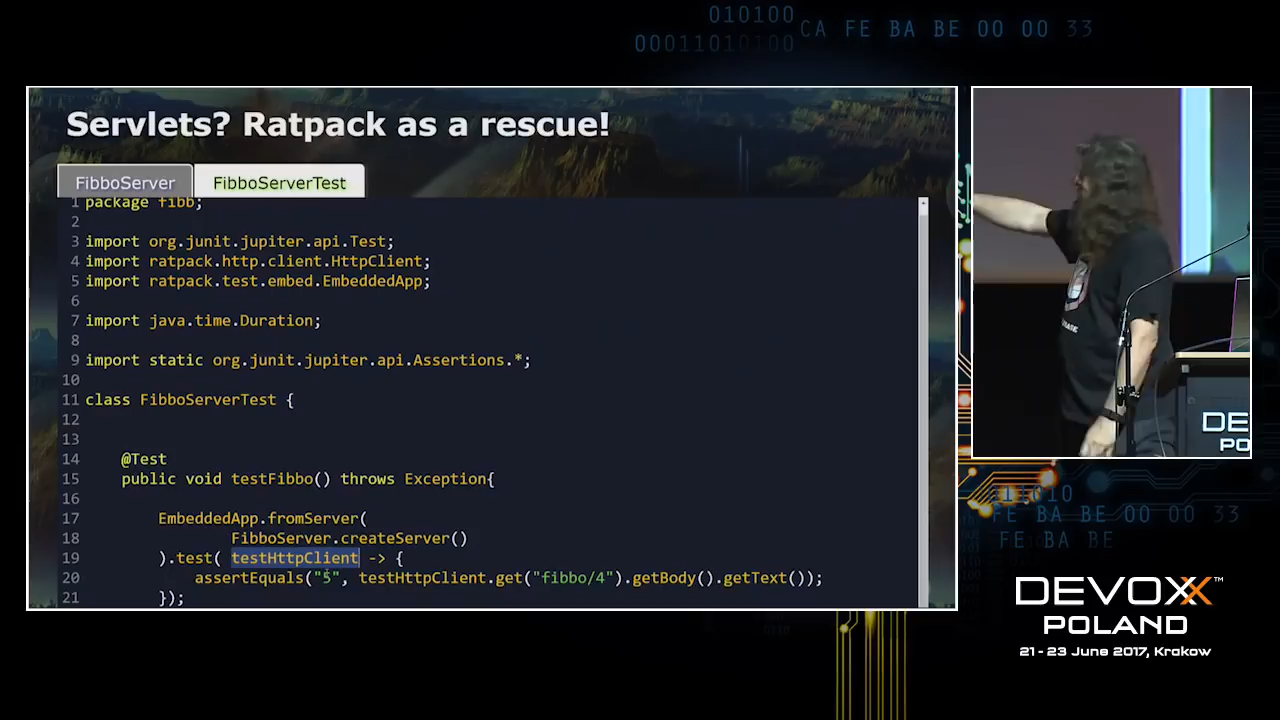 010100
00011010100
CA FE BA BE 00 00 33
Servlets? Ratpack as a rescue!
FibboServer
FibboServerTest
1 package fibb;
2
3 import org.junit.jupiter.api.Test;
4 import ratpack.http.client.HttpClient;
5 import ratpack.test.embed.EmbeddedApp;
6
7 import java.time.Duration;
8
9 import static org.junit.jupiter.api.Assertions.*;
10
11 class FibboServerTest {
12
13
14 @Test
15 public void testFibbo() throws Exception{
16
17 EmbeddedApp.fromServer(
18 FibboServer.createServer()
19 ).test( testHttpClient -> {
20 assertEquals("5", testHttpClient.get("fibbo/4").getBody().getText());
21 });
DE
PO
FE BA BE 00 00 33
FE BA BE
DEVOXX™
POLAND
21 - 23 June 2017, Krakow